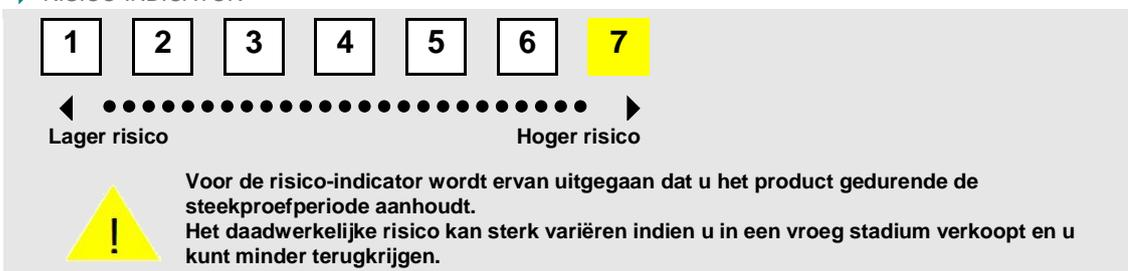 1 2 3 4 5 6 7
Lager risico Hoger risico
Voor de risico-indicator wordt ervan uitgegaan dat u het product gedurende de
steekproefperiode aanhoudt.
!
Het daadwerkelijke risico kan sterk variëren indien u in een vroeg stadium verkoopt en u
kunt minder terugkrijgen.